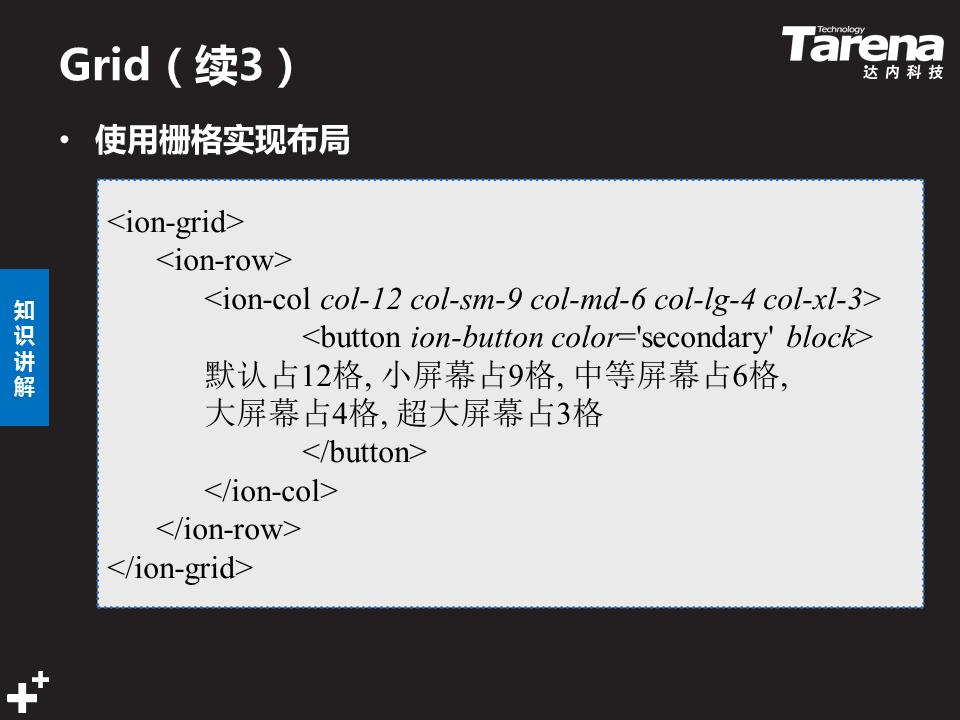 Grid（续3）
Technology
Tarena
达内科技
• 使用栅格实现布局
<ion-grid>
<ion-row>
<ion-col col-12 col-sm-9 col-md-6 col-lg-4 col-xl-3>
<button ion-button color='secondary' block>
默认占12格, 小屏幕占9格, 中等屏幕占6格,
大屏幕占4格, 超大屏幕占3格
</button>
</ion-col>
</ion-row>
</ion-grid>
知
识
讲
解